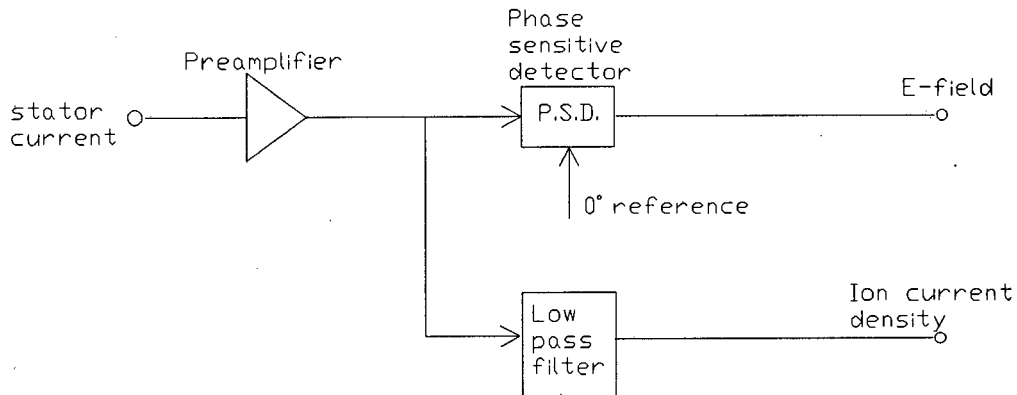 Phase
sensitive
detector
Preamplifier
stator
current
P.S.D.
E-field
0° reference
Ion current
density
Low
pass
filter